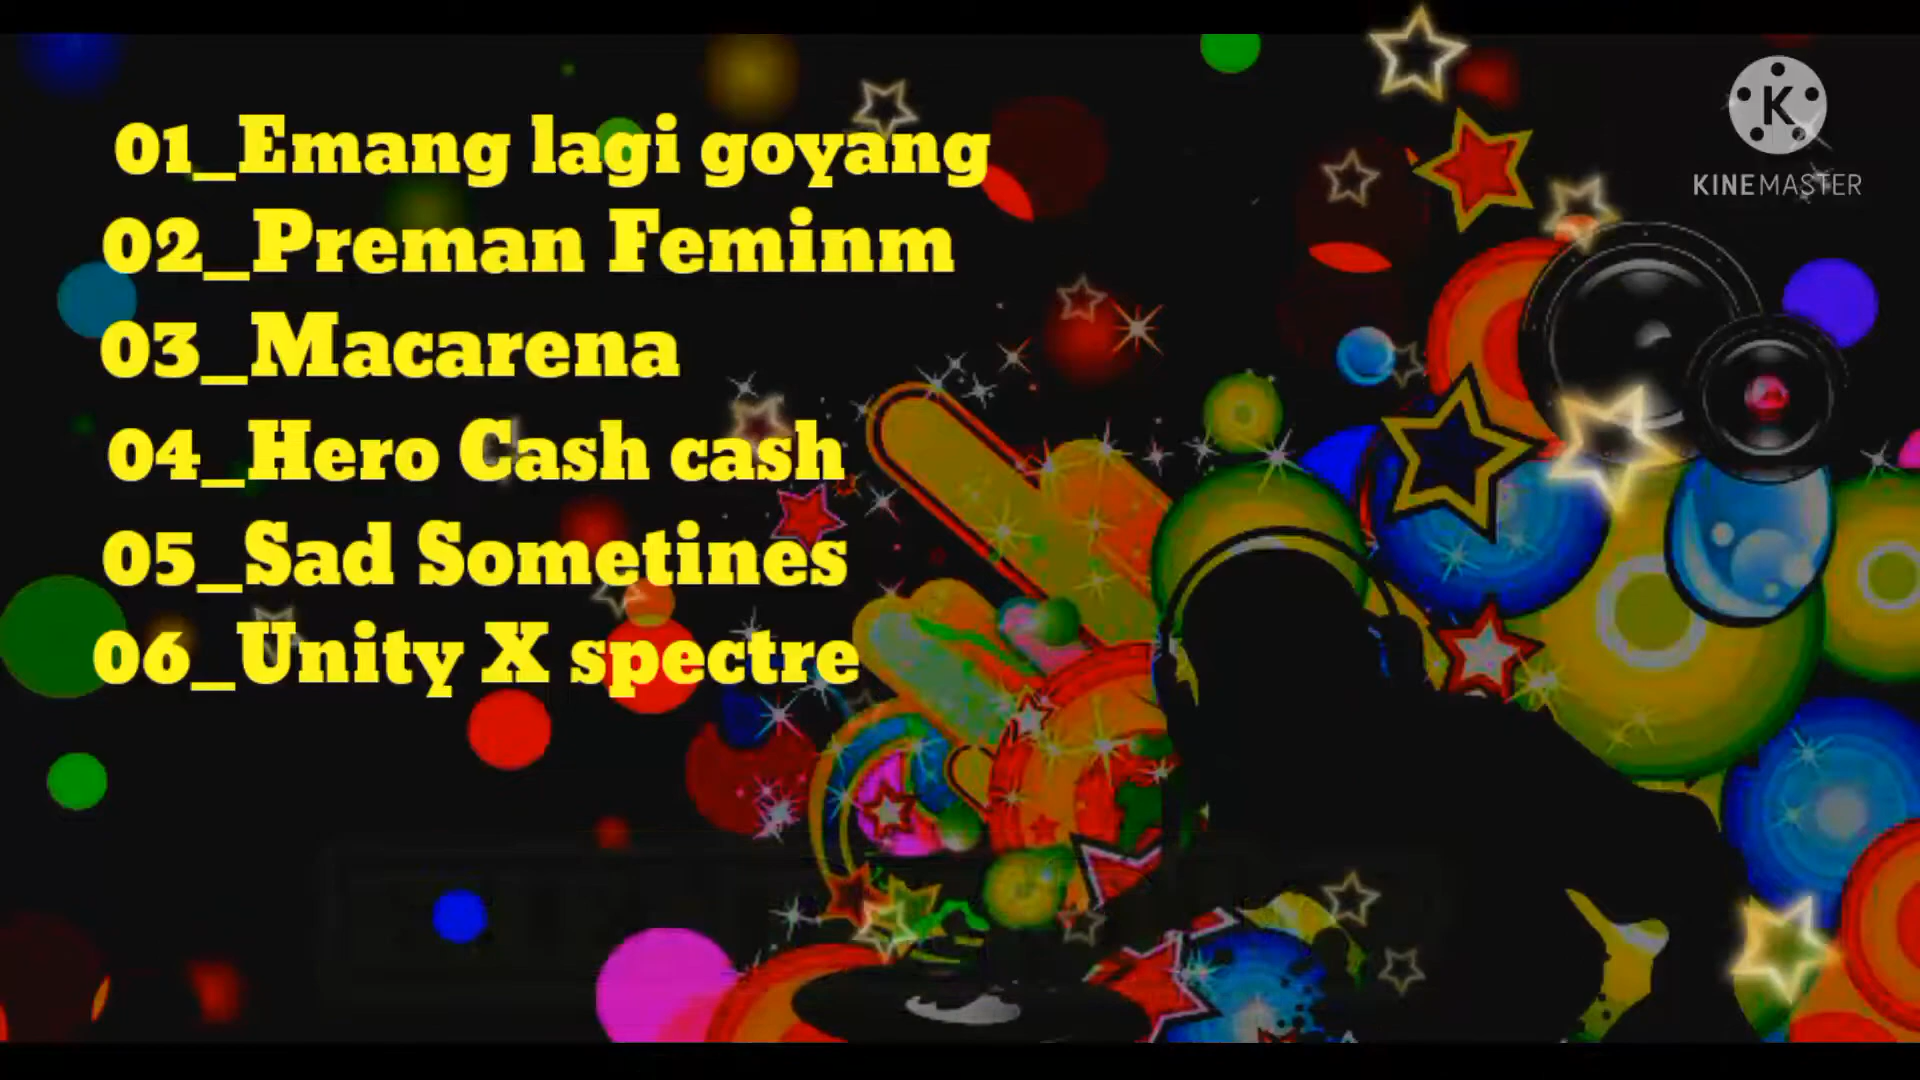 01_Emang lagi goyang
02_Preman Feminm
03_Macarena
04_Hero Cash cash
05_Sad Sometines
06_Unity X spectre
K
KINEMASTER